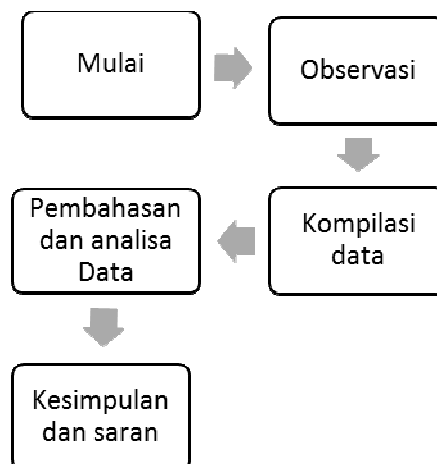 Mulai
Observasi
Kompilasi
data
Pembahasan
dan analisa
Data
Kesimpulan
dan saran